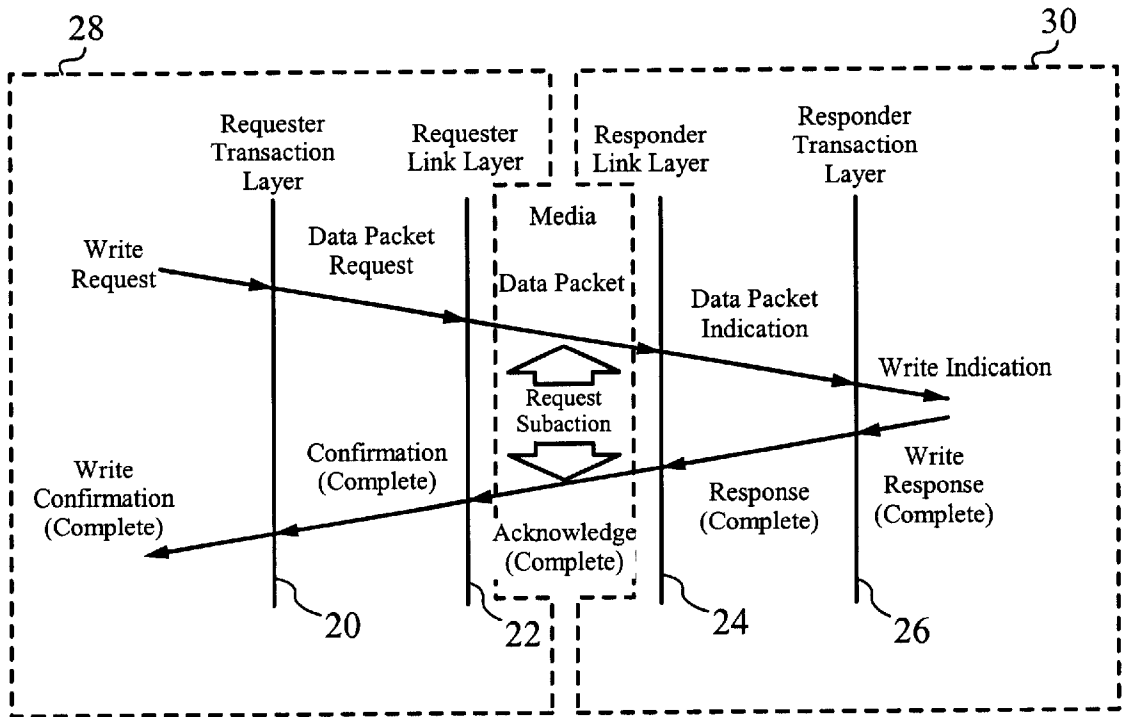 28
30
Requester
Transaction
Layer
Requester
Link Layer
Responder
Link Layer
Responder
Transaction
Layer
Media
Write
Request
Data Packet
Request
Data Packet
Data Packet
Indication
Write Indication
Request
Subaction
Write
Confirmation
(Complete)
Confirmation
(Complete)
Acknowledge
(Complete)
Response
(Complete)
Write
Response
(Complete)
20
22
24
26